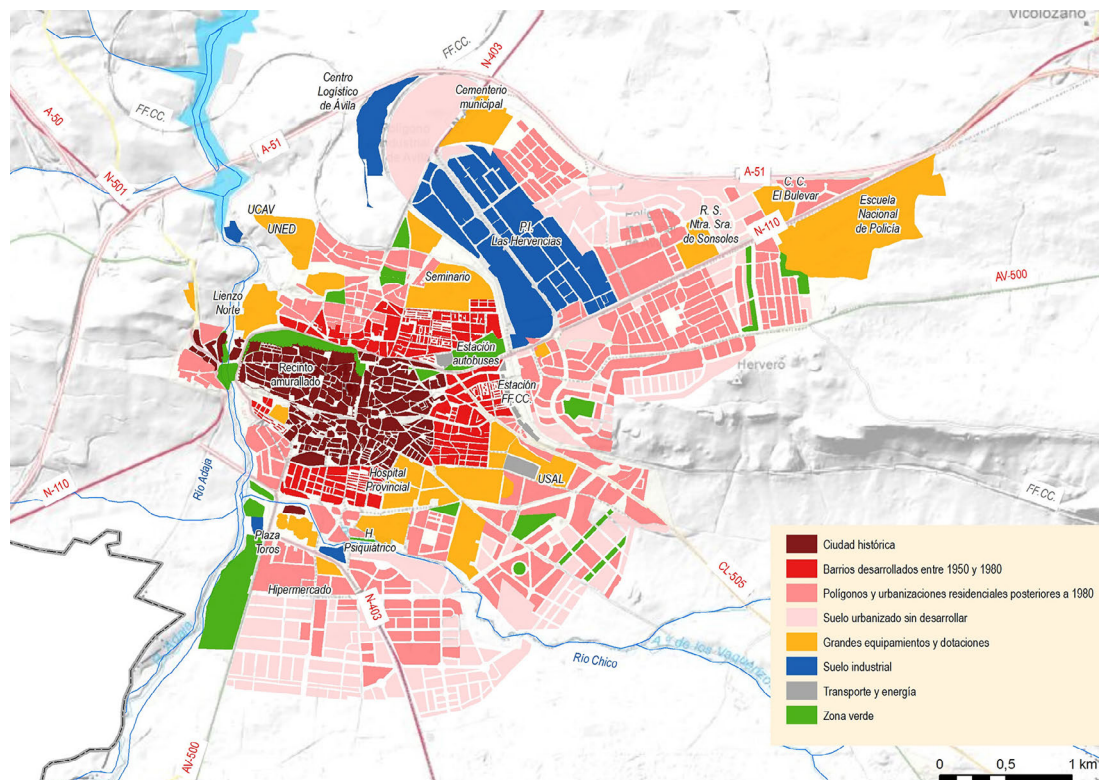 Vicolozano
FF.CC.
N-403
Centro
Logístico
de Ávila
Cementerio
municipal
FF.CC.
A-50
A-51
N-501
A-51
C. C.
El Bulevar
UCAV
UNED
P.I.
Las Hervencias
R. S.
Ntra. Sra.
de Sonsoles
N-110
Escuela
Nacional
de Policía
Seminario
AV-500
Lienzo
Norte
Estación
autobuses
Herveró
Recinto
amurallado
Estación
FF.CC.
Río Adaja
N-110
Hospital
Provincial
USAL
FF.CC.
Plaza
Toros
H.
Psiquiátrico
Hipermercado
N-403
CL-505
Río Chico
AV-500
Ciudad histórica
Barrios desarrollados entre 1950 y 1980
Polígonos y urbanizaciones residenciales posteriores a 1980
Suelo urbanizado sin desarrollar
Grandes equipamientos y dotaciones
Suelo industrial
Transporte y energía
Zona verde
0 0,5 1 km